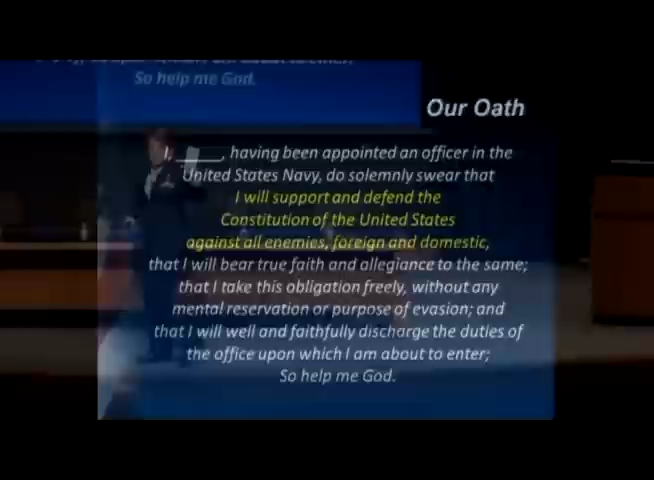 So help me God.
Our Oath
I ______, having been appointed an officer in the
United States Navy, do solemnly swear that
I will support and defend the
Constitution of the United States
against all enemies, foreign and domestic,
that I will bear true faith and allegiance to the same;
that I take this obligation freely, without any
mental reservation or purpose of evasion; and
that I will well and faithfully discharge the duties of
the office upon which I am about to enter;
So help me God.